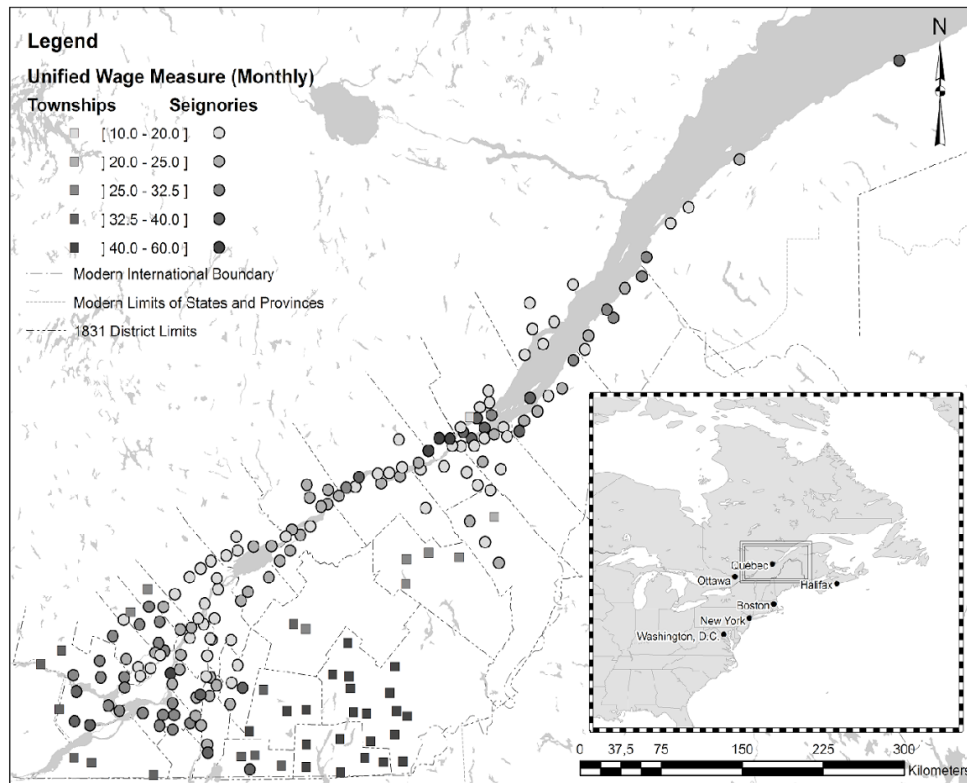 Legend
Unified Wage Measure (Monthly)
Townships Seignories
] 10.0 - 20.0 ]
] 20.0 - 25.0 ]
] 25.0 - 32.5 ]
] 32.5 - 40.0 ]
] 40.0 - 60.0 ]
Modern International Boundary
Modern Limits of States and Provinces
1831 District Limits
N
Quebec
Ottawa
Halifax
Boston
New York
Washington, D.C.
0 37,5 75 150 225 300
Kilometers